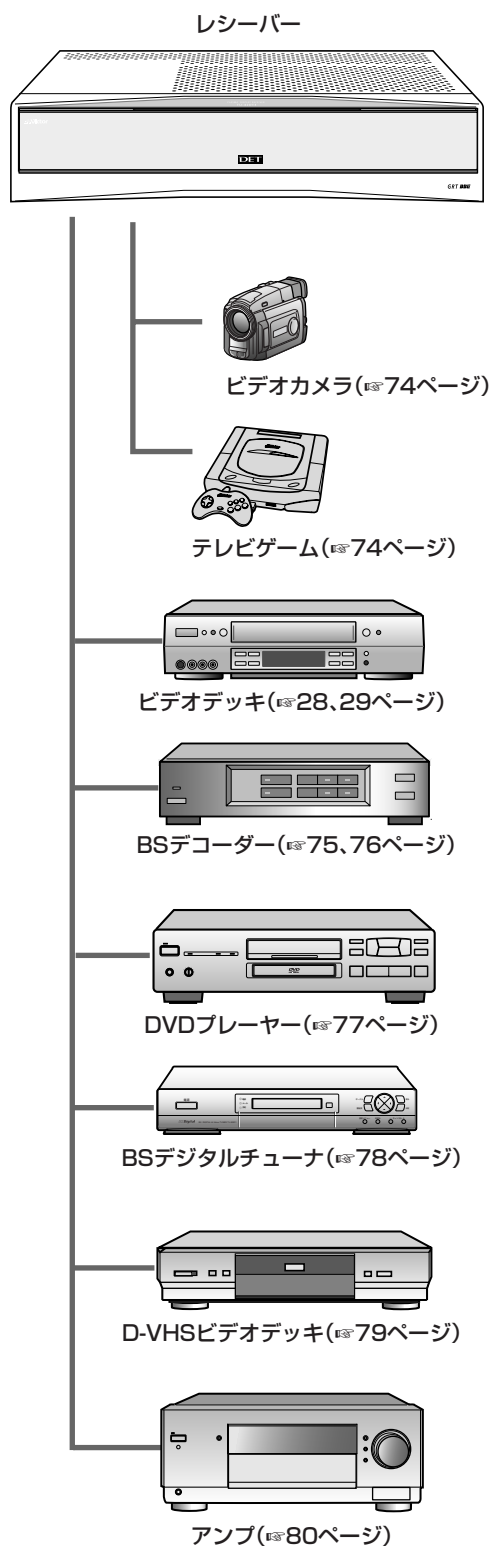 レシーバー
DET
GRT
ビデオカメラ(☞74ページ)
テレビゲーム(☞74ページ)
ビデオデッキ(☞28、29ページ)
BSデコーダー(☞75、76ページ)
DVDプレーヤー(☞77ページ)
BSデジタルチューナ(☞78ページ)
D-VHSビデオデッキ(☞79ページ)
アンプ(☞80ページ)